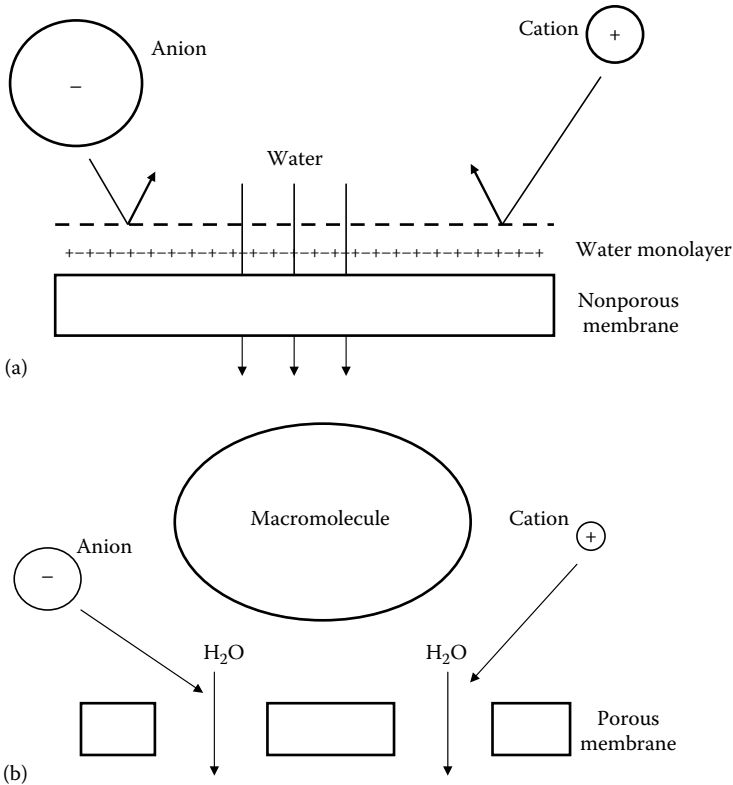 Anion
Cation
−
+
Water
+−+−+−+−+−+−+−+−+−+−+−+−+−+−+−+−+−+−+−+−+−+−+
Water monolayer
Nonporous
membrane
(a)
Macromolecule
Anion
Cation
−
+
H₂O
H₂O
Porous
membrane
(b)